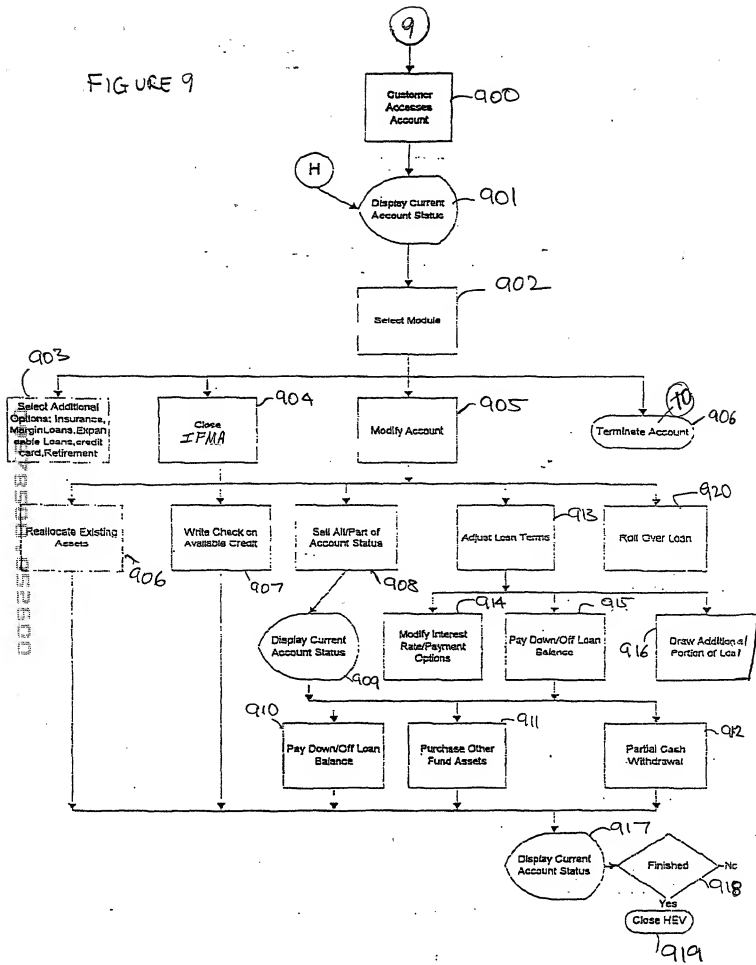 9
FIGURE 9
Customer
Accesses
Account
900
H
Display Current
Account Status
901
902
Select Module
903
Select Additional
Options: Insurance,
MarginLoans,Expan
dable Loans,credit
card,Retirement
904
Close
IFMA
905
Modify Account
10
Terminate Account
906
Reallocate Existing
Assets
906
Write Check on
Available Credit
907
Sell All/Part of
Account Status
908
913
Adjust Loan Terms
920
Roll Over Loan
Display Current
Account Status
909
914
Modify Interest
Rate/Payment
Options
915
Pay Down/Off Loan
Balance
916
Draw Additional
Portion of Loan
910
Pay Down/Off Loan
Balance
911
Purchase Other
Fund Assets
912
Partial Cash
Withdrawal
917
Display Current
Account Status
Finished
No
918
Yes
Close HEV
919